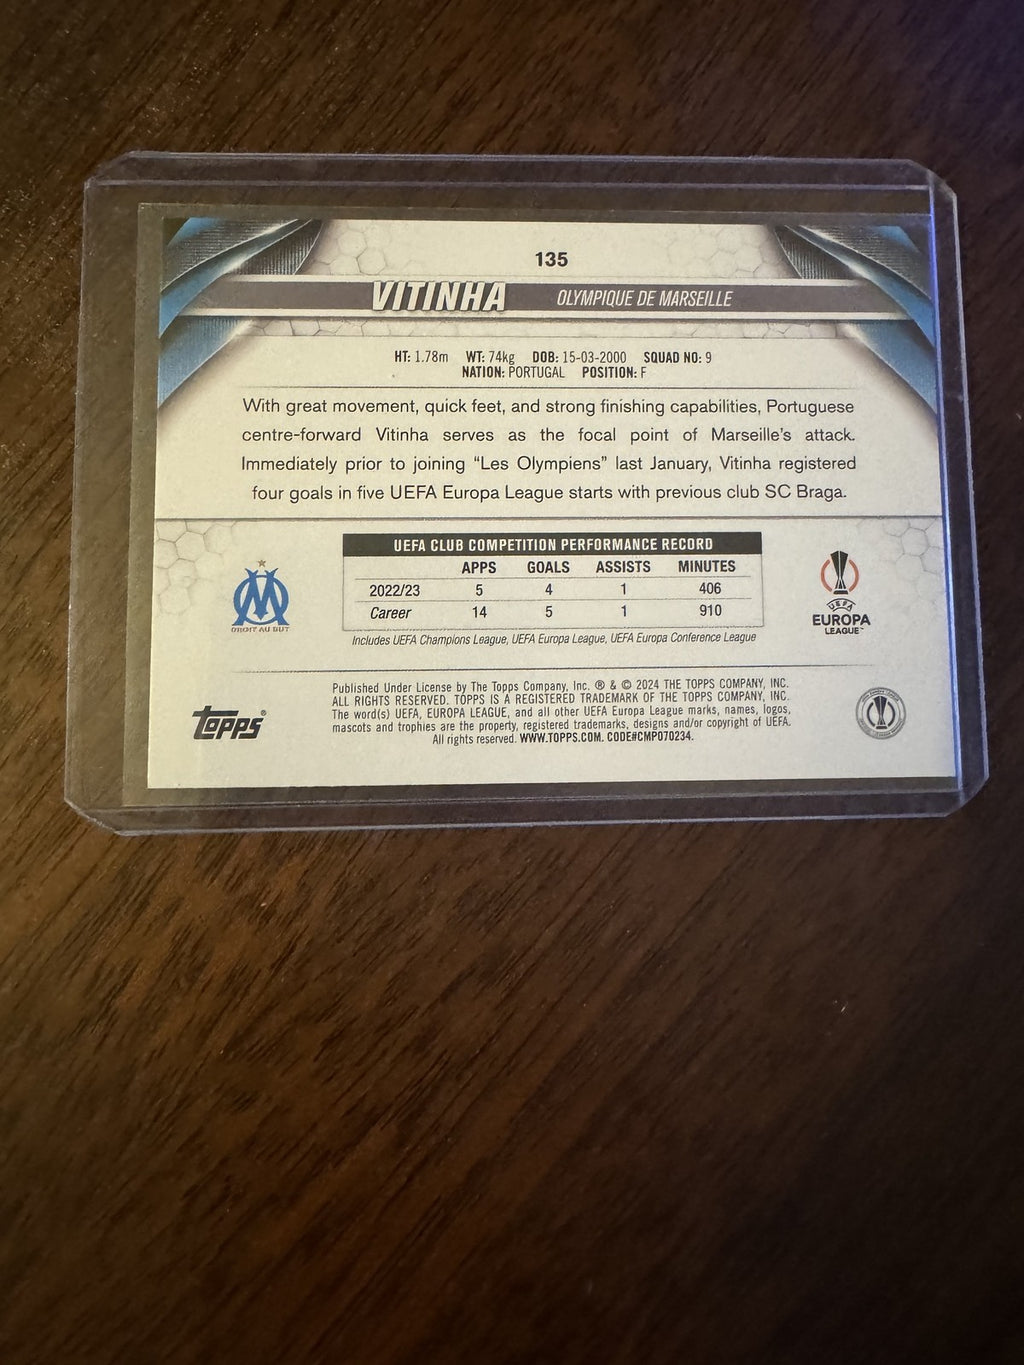 135
VITINHA OLYMPIQUE DE MARSEILLE
HT: 1.78m WT: 74kg DOB: 15-03-2000 SQUAD NO: 9
NATION: PORTUGAL POSITION: F
With great movement, quick feet, and strong finishing capabilities, Portuguese
centre-forward Vitinha serves as the focal point of Marseille's attack.
Immediately prior to joining "Les Olympiens" last January, Vitinha registered
four goals in five UEFA Europa League starts with previous club SC Braga.
UEFA CLUB COMPETITION PERFORMANCE RECORD
APPS GOALS ASSISTS MINUTES
2022/23 5 4 1 406
Career 14 5 1 910
Includes UEFA Champions League, UEFA Europa League, UEFA Europa Conference League
DROIT AU BUT
UEFA
EUROPA
LEAGUE™
Published Under License by The Topps Company, Inc. ® & © 2024 THE TOPPS COMPANY, INC.
ALL RIGHTS RESERVED. TOPPS IS A REGISTERED TRADEMARK OF THE TOPPS COMPANY, INC.
The word(s) UEFA, EUROPA LEAGUE, and all other UEFA Europa League marks, names, logos,
mascots and trophies are the property, registered trademarks, designs and/or copyright of UEFA.
All rights reserved. WWW.TOPPS.COM. CODE#CMP070234.
topps®